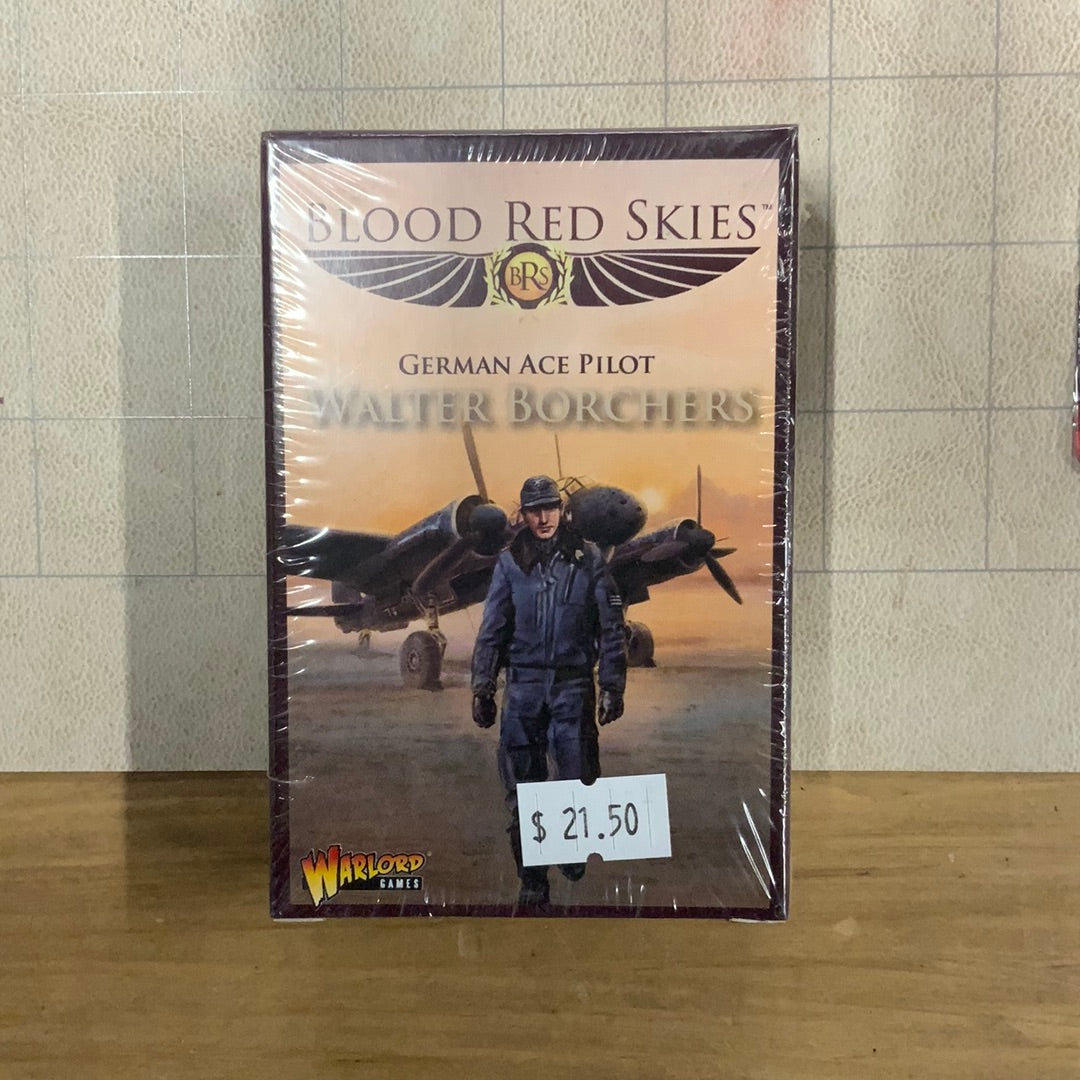 BLOOD RED SKIES™
BRS
GERMAN ACE PILOT
WALTER BORCHERS
$ 21.50
WARLORD®
GAMES